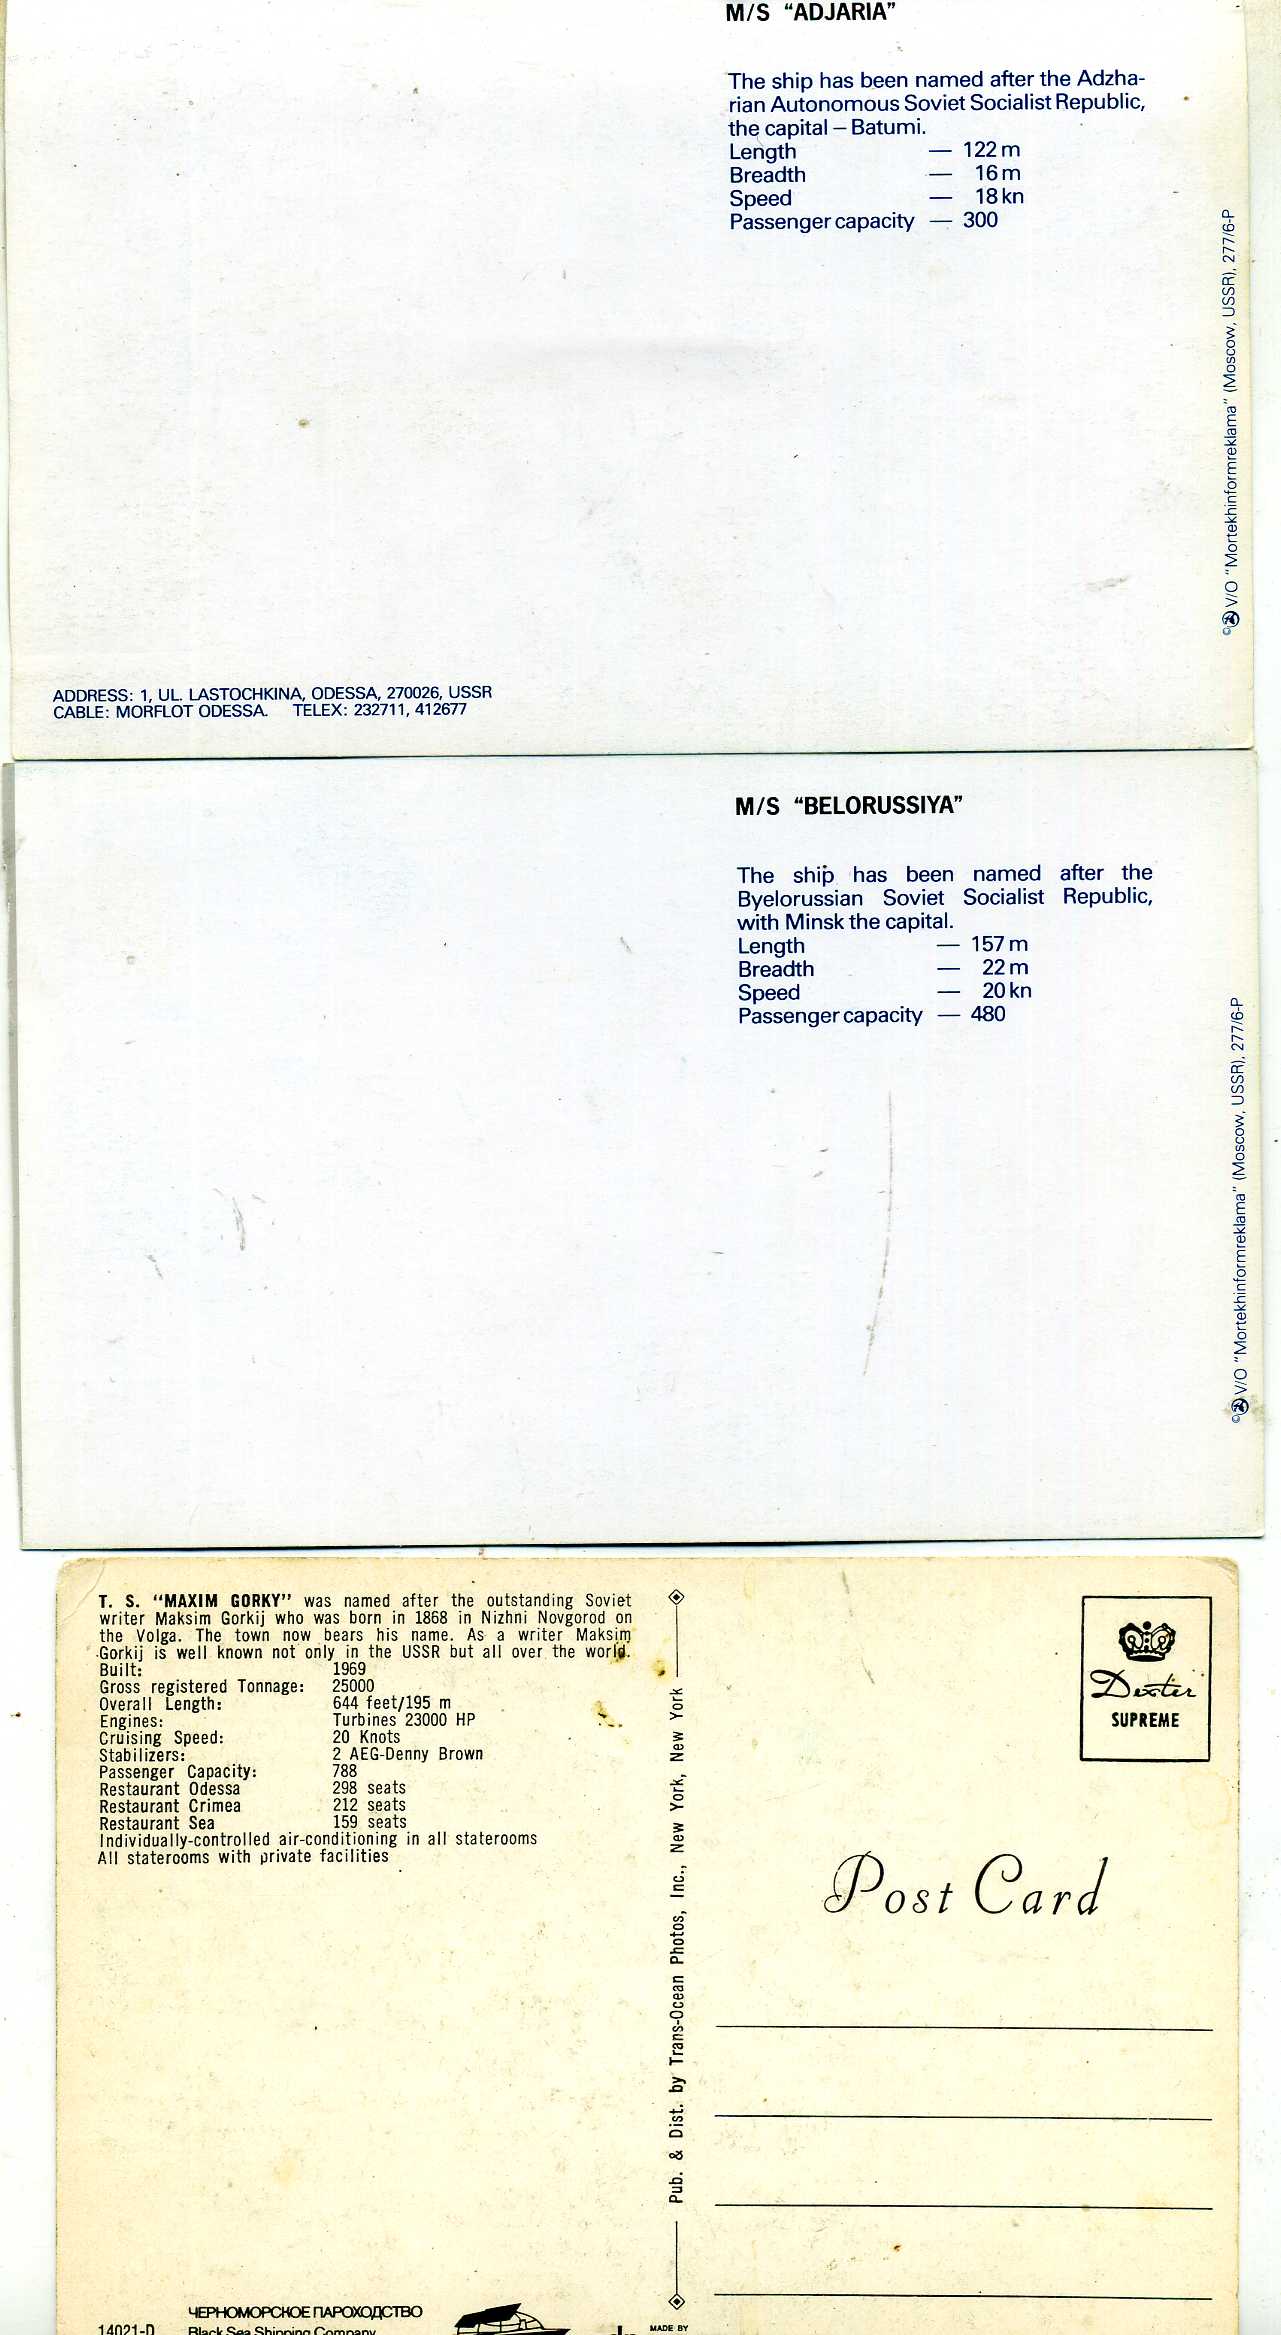 M/S “ADJARIA”
The ship has been named after the Adzha-
rian Autonomous Soviet Socialist Republic,
the capital – Batumi.
Length — 122 m
Breadth — 16 m
Speed — 18 kn
Passenger capacity — 300
© V/O “Mortekhinformreklama” (Moscow, USSR), 277/6-P
ADDRESS: 1, UL. LASTOCHKINA, ODESSA, 270026, USSR
CABLE: MORFLOT ODESSA. TELEX: 232711, 412677
M/S “BELORUSSIYA”
The ship has been named after the
Byelorussian Soviet Socialist Republic,
with Minsk the capital.
Length — 157 m
Breadth — 22 m
Speed — 20 kn
Passenger capacity — 480
© V/O “Mortekhinformreklama” (Moscow, USSR), 277/6-P
T. S. “MAXIM GORKY” was named after the outstanding Soviet
writer Maksim Gorkij who was born in 1868 in Nizhni Novgorod on
the Volga. The town now bears his name. As a writer Maksim
Gorkij is well known not only in the USSR but all over the world.
Built: 1969
Gross registered Tonnage: 25000
Overall Length: 644 feet/195 m
Engines: Turbines 23000 HP
Cruising Speed: 20 Knots
Stabilizers: 2 AEG-Denny Brown
Passenger Capacity: 788
Restaurant Odessa 298 seats
Restaurant Crimea 212 seats
Restaurant Sea 159 seats
Individually-controlled air-conditioning in all staterooms
All staterooms with private facilities
Pub. & Dist. by Trans-Ocean Photos, Inc., New York, New York
Dexter
SUPREME
Post Card
ЧЕРНОМОРСКОЕ ПАРОХОДСТВО
14021-D Black Sea Shipping Company
MADE BY